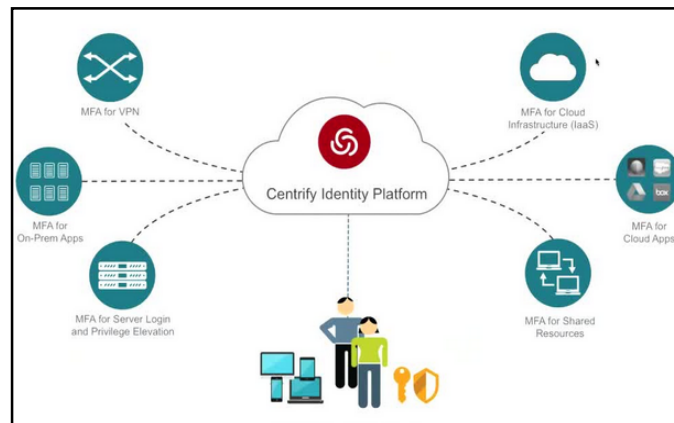 MFA for VPN
MFA for Cloud
Infrastructure (IaaS)
Centrify Identity Platform
MFA for
On-Prem Apps
box
MFA for
Cloud Apps
MFA for Server Login
and Privilege Elevation
MFA for Shared
Resources